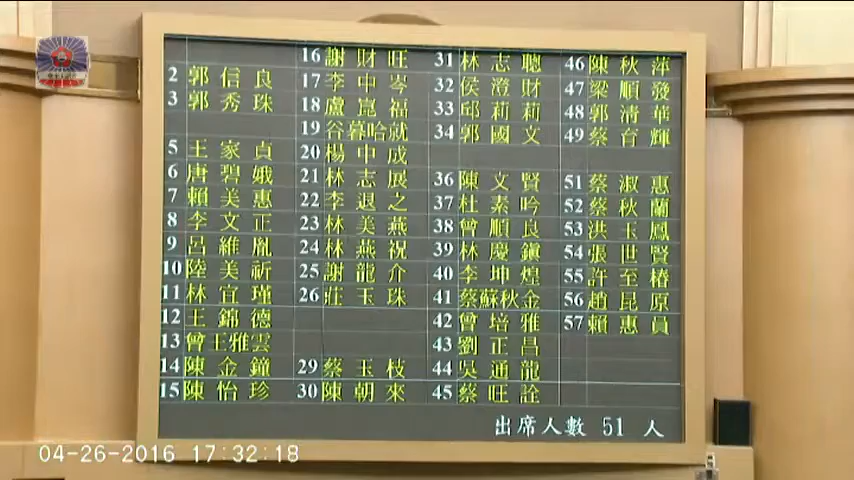 2 郭信良
3 郭秀珠
5 王家貞
6 唐碧娥
7 賴美惠
8 李文正
9 呂維胤
10 陸美祈
11 林宜瑾
12 王錦德
13 曾王雅雲
14 陳金鐘
15 陳怡珍
16 謝財旺
17 李中岑
18 盧崑福
19 谷暮哈就
20 楊中成
21 林志展
22 李退之
23 林美燕
24 林燕祝
25 謝龍介
26 莊玉珠
29 蔡玉枝
30 陳朝來
31 林志聰
32 侯澄財
33 邱莉莉
34 郭國文
36 陳文賢
37 杜素吟
38 曾順良
39 林慶鎮
40 李坤煌
41 蔡蘇秋金
42 曾培雅
43 劉正昌
44 吳通龍
45 蔡旺詮
46 陳秋萍
47 梁順發
48 郭清華
49 蔡育輝
51 蔡淑惠
52 蔡秋蘭
53 洪玉鳳
54 張世賢
55 許至椿
56 趙昆原
57 賴惠員
出席人數 51 人
04-26-2016 17:32:18